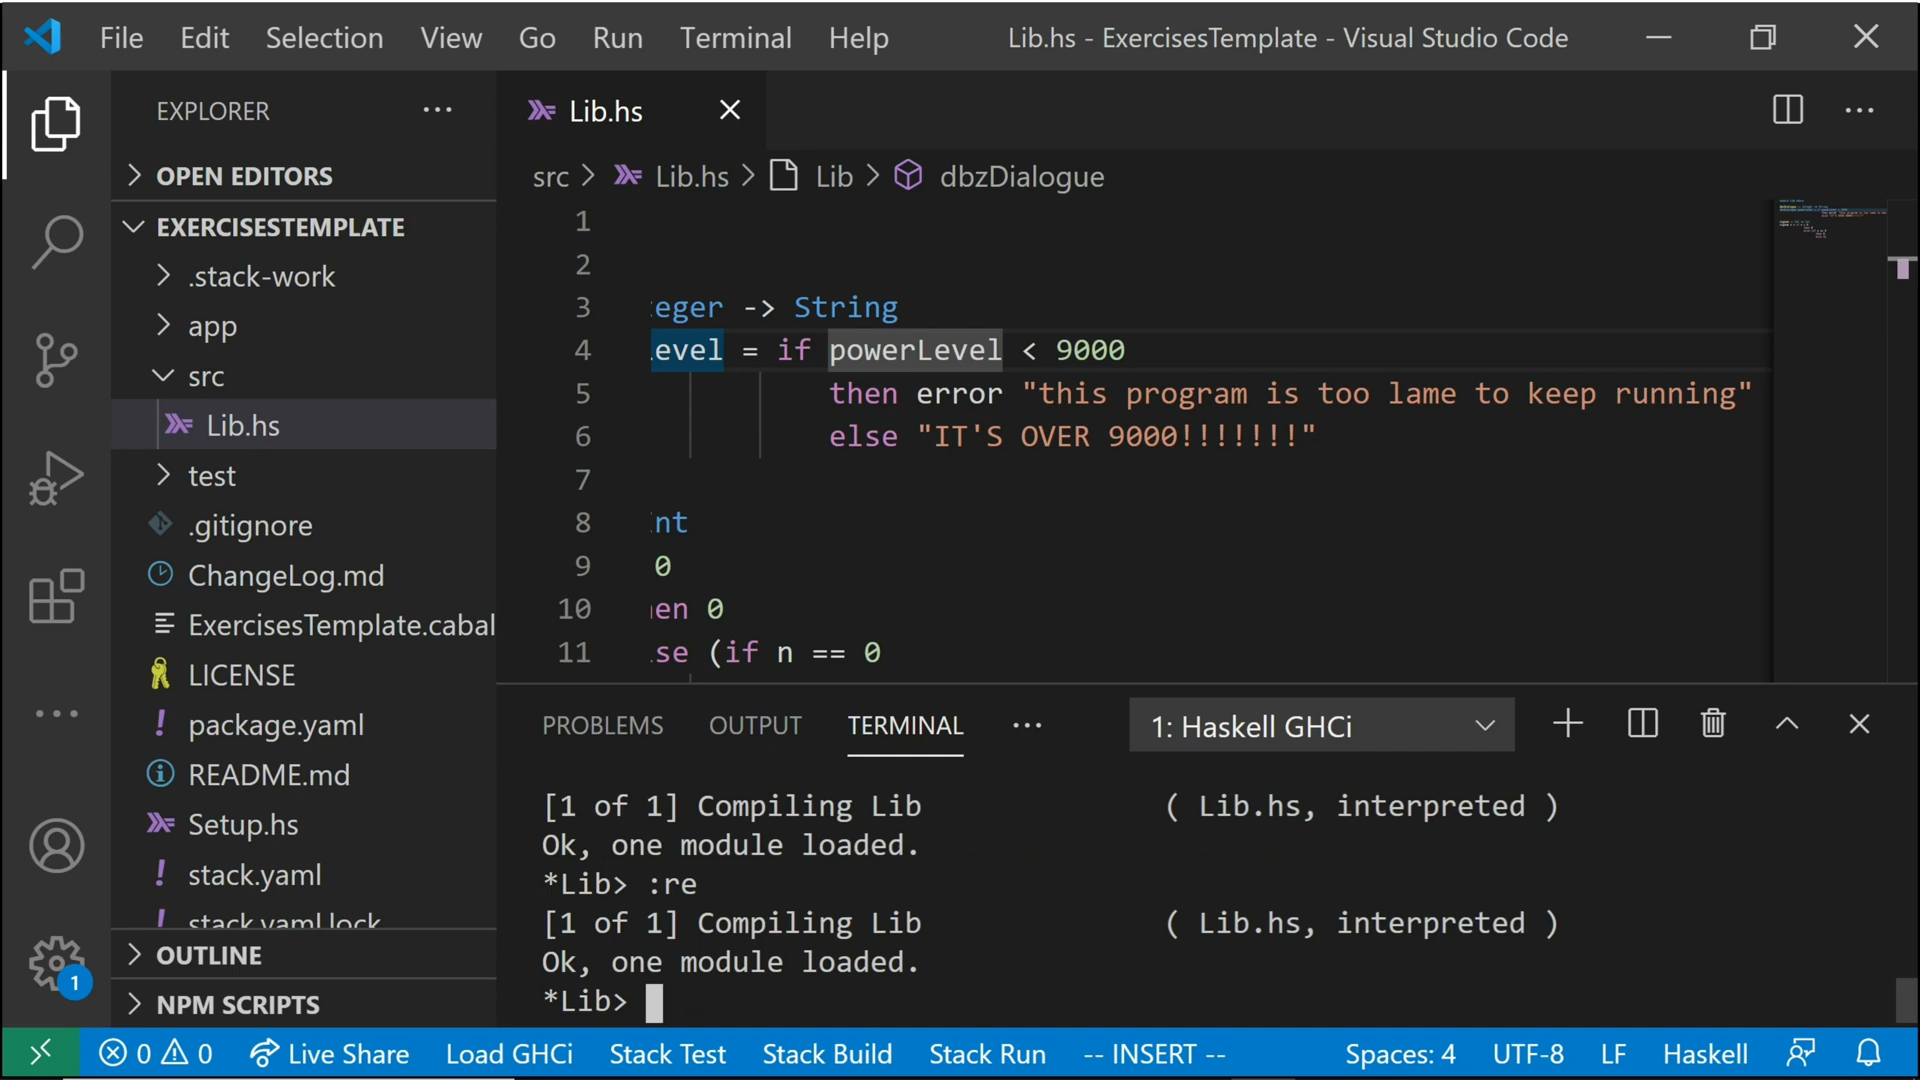 File Edit Selection View Go Run Terminal Help Lib.hs - ExercisesTemplate - Visual Studio Code
EXPLORER
OPEN EDITORS
EXERCISESTEMPLATE
.stack-work
app
src
Lib.hs
test
.gitignore
ChangeLog.md
ExercisesTemplate.cabal
LICENSE
package.yaml
README.md
Setup.hs
stack.yaml
stack.yaml.lock
OUTLINE
NPM SCRIPTS
1
Lib.hs
src > Lib.hs > Lib > dbzDialogue
1
2
3 eger -> String
4 evel = if powerLevel < 9000
5 then error "this program is too lame to keep running"
6 else "IT'S OVER 9000!!!!!!!"
7
8 nt
9 0
10 en 0
11 se (if n == 0
PROBLEMS OUTPUT TERMINAL 1: Haskell GHCi
[1 of 1] Compiling Lib ( Lib.hs, interpreted )
Ok, one module loaded.
*Lib> :re
[1 of 1] Compiling Lib ( Lib.hs, interpreted )
Ok, one module loaded.
*Lib>
0 0 Live Share Load GHCi Stack Test Stack Build Stack Run -- INSERT -- Spaces: 4 UTF-8 LF Haskell